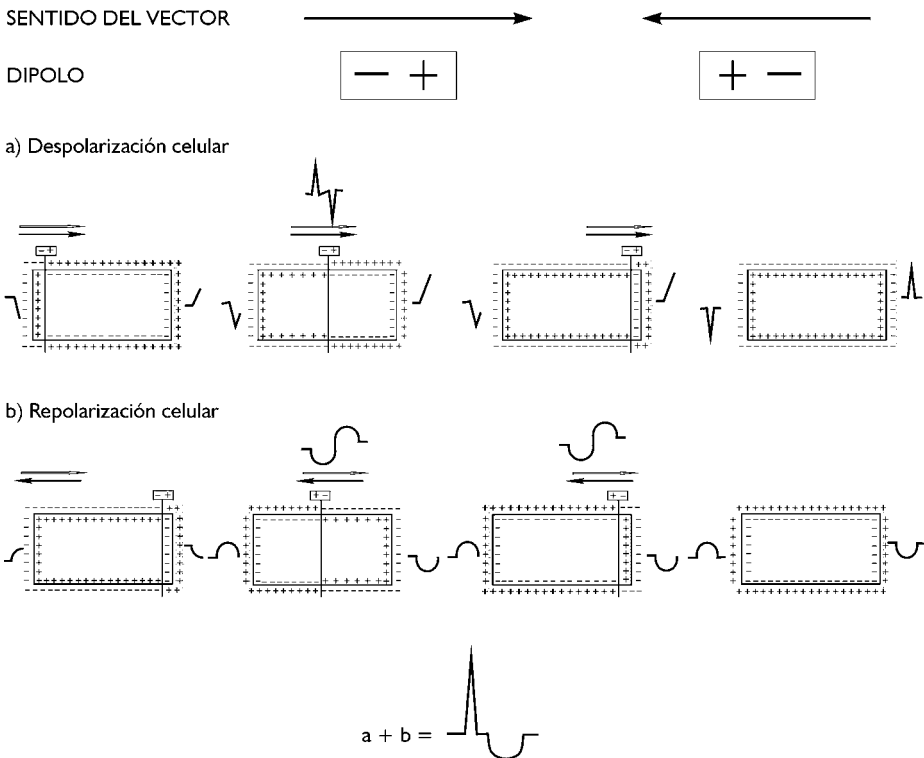 SENTIDO DEL VECTOR
DIPOLO
− +
+ −
a) Despolarización celular
− +
− +
− +
b) Repolarización celular
− +
+ −
+ −
a + b =